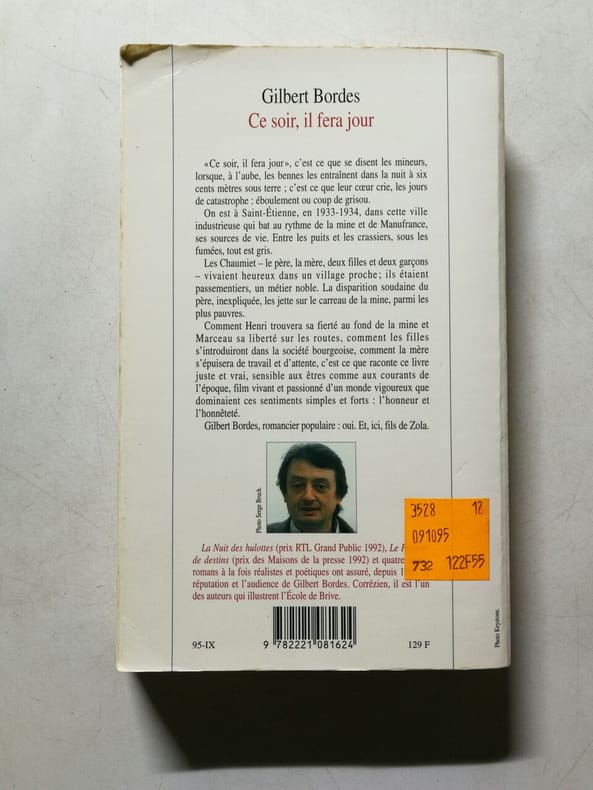 Gilbert Bordes
Ce soir, il fera jour
« Ce soir, il fera jour », c'est ce que se disent les mineurs,
lorsque, à l'aube, les bennes les entraînent dans la nuit à six
cents mètres sous terre ; c'est ce que leur cœur crie, les jours
de catastrophe : éboulement ou coup de grisou.
On est à Saint-Étienne, en 1933-1934, dans cette ville
industrieuse qui bat au rythme de la mine et de Manufrance,
ses sources de vie. Entre les puits et les crassiers, sous les
fumées, tout est gris.
Les Chaumiet – le père, la mère, deux filles et deux garçons
– vivaient heureux dans un village proche ; ils étaient
passementiers, un métier noble. La disparition soudaine du
père, inexpliquée, les jette sur le carreau de la mine, parmi les
plus pauvres.
Comment Henri trouvera sa fierté au fond de la mine et
Marceau sa liberté sur les routes, comment les filles
s'introduiront dans la société bourgeoise, comment la mère
s'épuisera de travail et d'attente, c'est ce que raconte ce livre
juste et vrai, sensible aux êtres comme aux courants de
l'époque, film vivant et passionné d'un monde vigoureux que
dominaient ces sentiments simples et forts : l'honneur et
l'honnêteté.
Gilbert Bordes, romancier populaire : oui. Et, ici, fils de Zola.
Photo Serge Bruch.
3528 12
091095
732 122F55
La Nuit des hulottes (prix RTL Grand Public 1992), Le
de destins (prix des Maisons de la presse 1992) et quatre
romans à la fois réalistes et poétiques ont assuré, depuis
réputation et l'audience de Gilbert Bordes. Corrézien, il est l'un
des auteurs qui illustrent l'École de Brive.
95-IX
9 782221 081624
129 F
Photo Keystone.